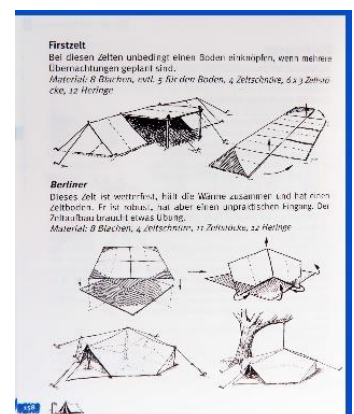 Firstzelt
Bei diesen Zelten unbedingt einen Boden einknöpfen, wenn mehrere
Übernachtungen geplant sind.
Material: 8 Blachen, evtl. 5 für den Boden, 4 Zeltschnüre, 6 x 3 Zeltstö
cke, 12 Heringe
Berliner
Dieses Zelt ist wetterfest, hält die Wärme zusammen und hat einen
Zeltboden. Er ist robust, hat aber einen unpraktischen Eingang. Der
Zeltaufbau braucht etwas Übung.
Material: 8 Blachen, 4 Zeltschnüre, 11 Zeltstöcke, 12 Heringe
158